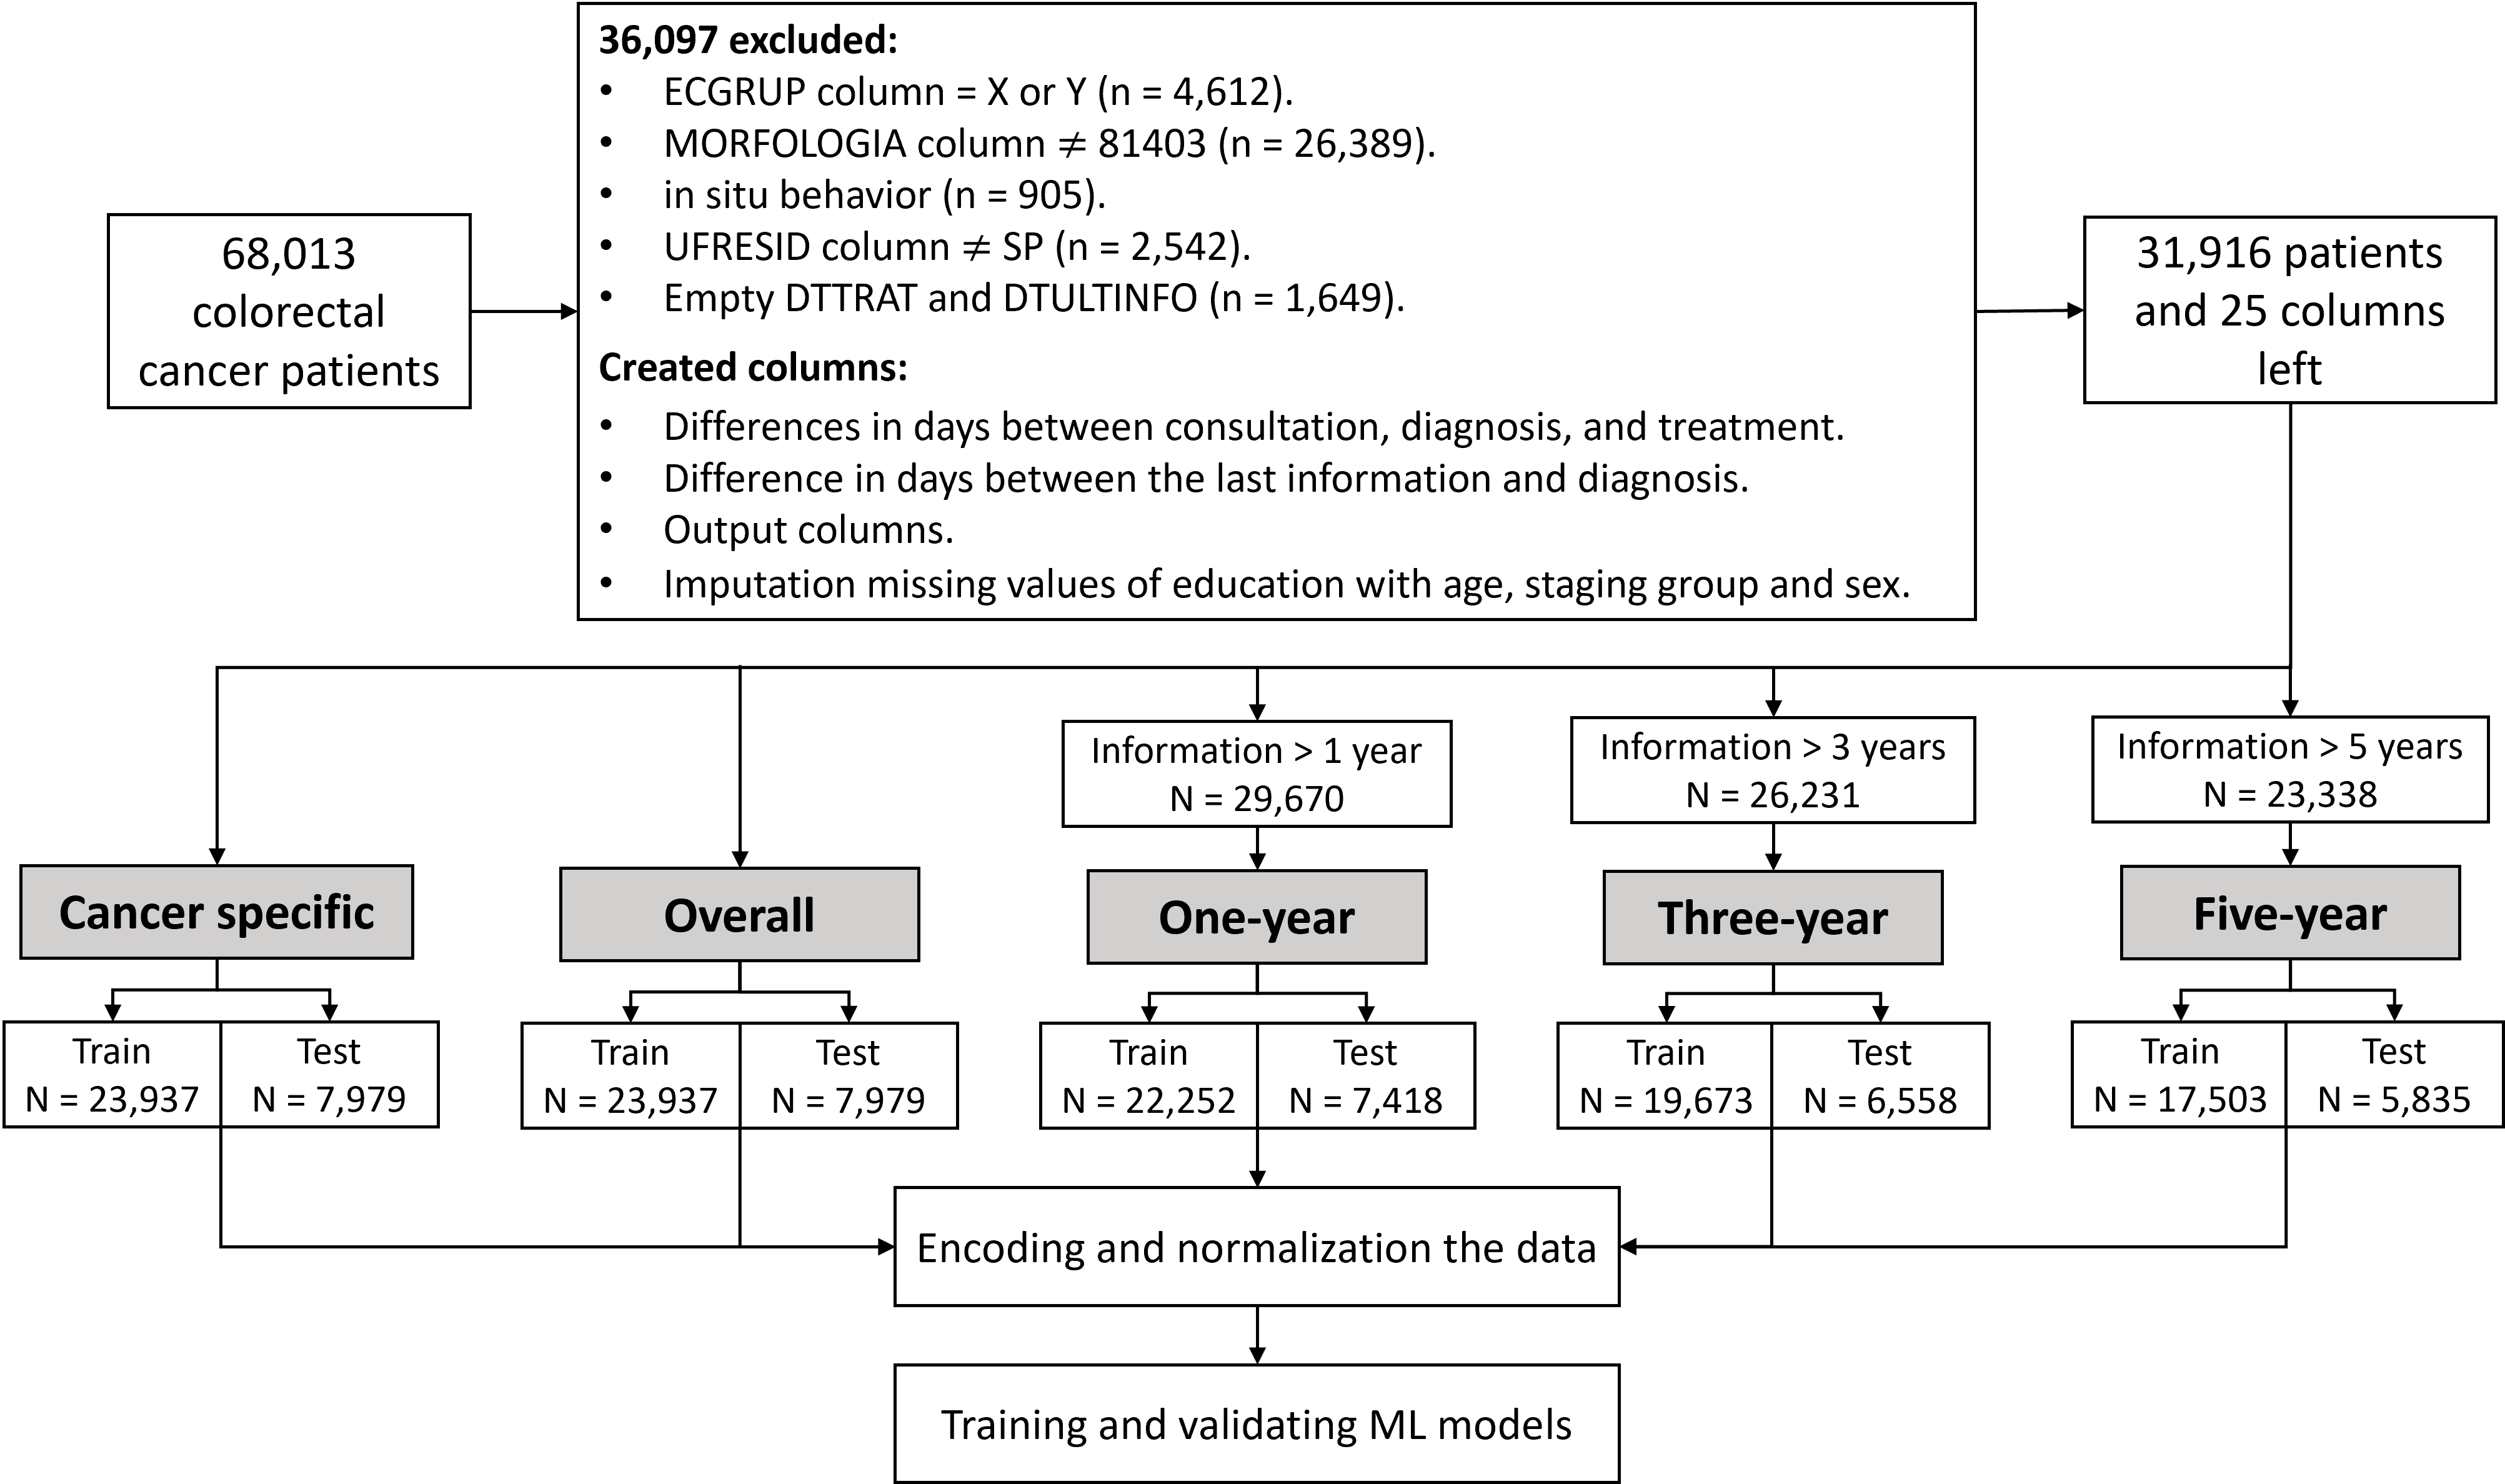 68,013
colorectal
cancer patients
36,097 excluded:
• ECGRUP column = X or Y (n = 4,612).
• MORFOLOGIA column ≠ 81403 (n = 26,389).
• in situ behavior (n = 905).
• UFRESID column ≠ SP (n = 2,542).
• Empty DTTRAT and DTULTINFO (n = 1,649).
Created columns:
• Differences in days between consultation, diagnosis, and treatment.
• Difference in days between the last information and diagnosis.
• Output columns.
• Imputation missing values of education with age, staging group and sex.
31,916 patients
and 25 columns
left
Information > 1 year
N = 29,670
Information > 3 years
N = 26,231
Information > 5 years
N = 23,338
Cancer specific
Overall
One-year
Three-year
Five-year
Train
N = 23,937
Test
N = 7,979
Train
N = 23,937
Test
N = 7,979
Train
N = 22,252
Test
N = 7,418
Train
N = 19,673
Test
N = 6,558
Train
N = 17,503
Test
N = 5,835
Encoding and normalization the data
Training and validating ML models